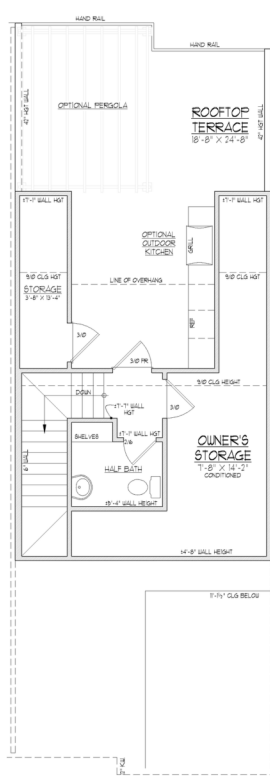 HAND RAIL
HAND RAIL
42" HGT WALL
OPTIONAL PERGOLA
ROOFTOP
TERRACE
18'-8" X 24'-8"
42" HGT WALL
±7'-1" WALL HGT
±7'-1" WALL HGT
OPTIONAL
OUTDOOR
KITCHEN
GRILL
9/0 CLG HGT
9/0 CLG HGT
LINE OF OVERHANG
STORAGE
3'-8" X 13'-4"
REF.
3/0
3/0 PR
9/0 CLG HEIGHT
DOWN
±7'-7" WALL
HGT
3/0
SHELVES
±7'-1" WALL HGT
2/6
6' WALL
OWNER'S
STORAGE
7'-8" X 14'-2"
CONDITIONED
HALF BATH
±5'-4" WALL HEIGHT
±4'-8" WALL HEIGHT
11'-1½" CLG BELOW